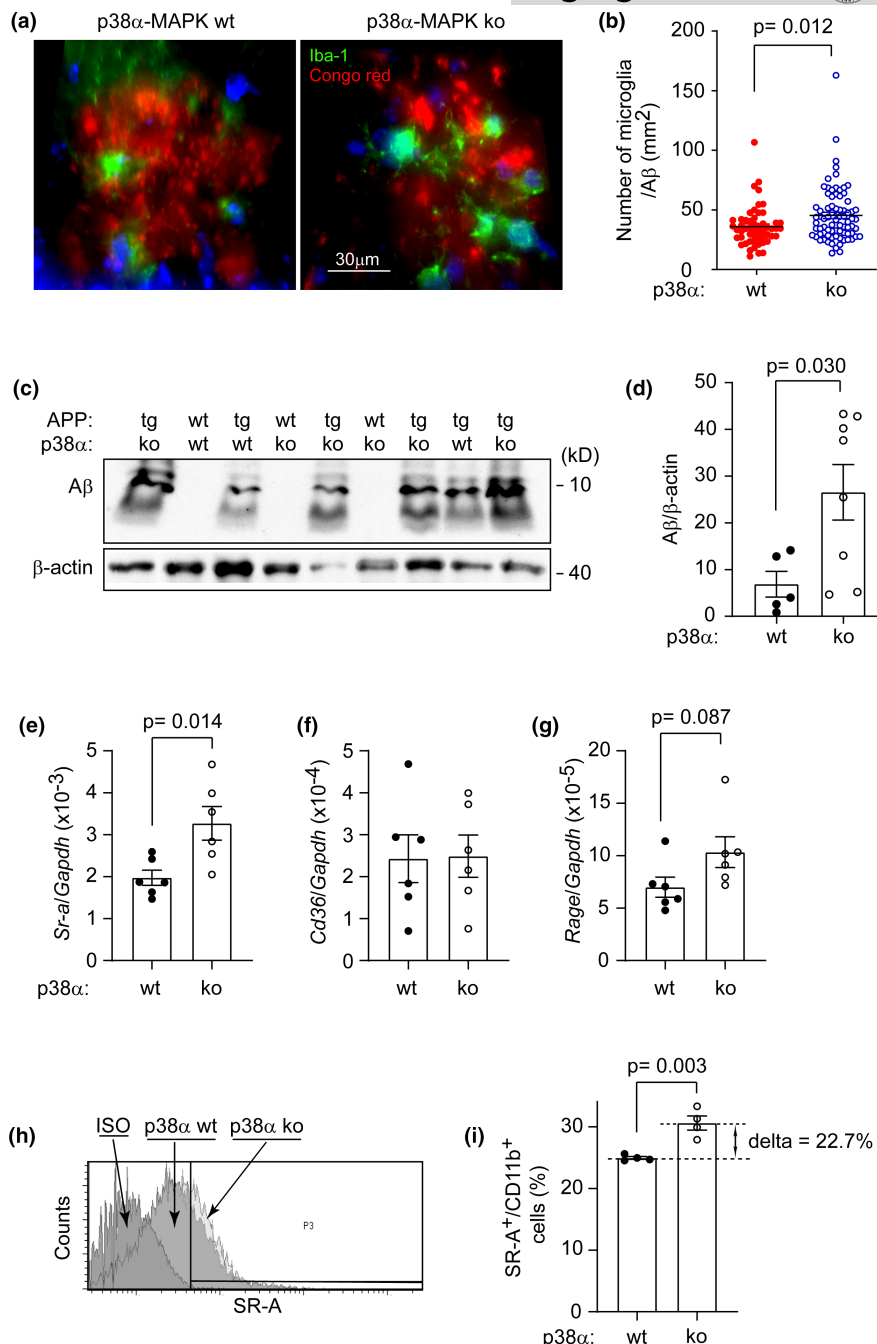 (a)
p38α-MAPK wt
p38α-MAPK ko
Iba-1
Congo red
30μm
(b)
p= 0.012
Number of microglia
/Aβ (mm2)
200
150
100
50
0
p38α: wt ko
(c)
APP: tg wt tg wt tg wt tg tg tg
p38α: ko wt wt ko ko ko ko wt ko
(kD)
Aβ
- 10
β-actin
- 40
(d)
p= 0.030
Aβ/β-actin
50
40
30
20
10
0
p38α: wt ko
(e)
p= 0.014
Sr-a/Gapdh (x10-3)
5
4
3
2
1
0
p38α: wt ko
(f)
Cd36/Gapdh (x10-4)
5
4
3
2
1
0
wt ko
(g)
p= 0.087
Rage/Gapdh (x10-5)
20
15
10
5
0
wt ko
(h)
ISO p38α wt p38α ko
Counts
P3
SR-A
(i)
p= 0.003
SR-A+/CD11b+
cells (%)
30
20
10
0
delta = 22.7%
p38α: wt ko